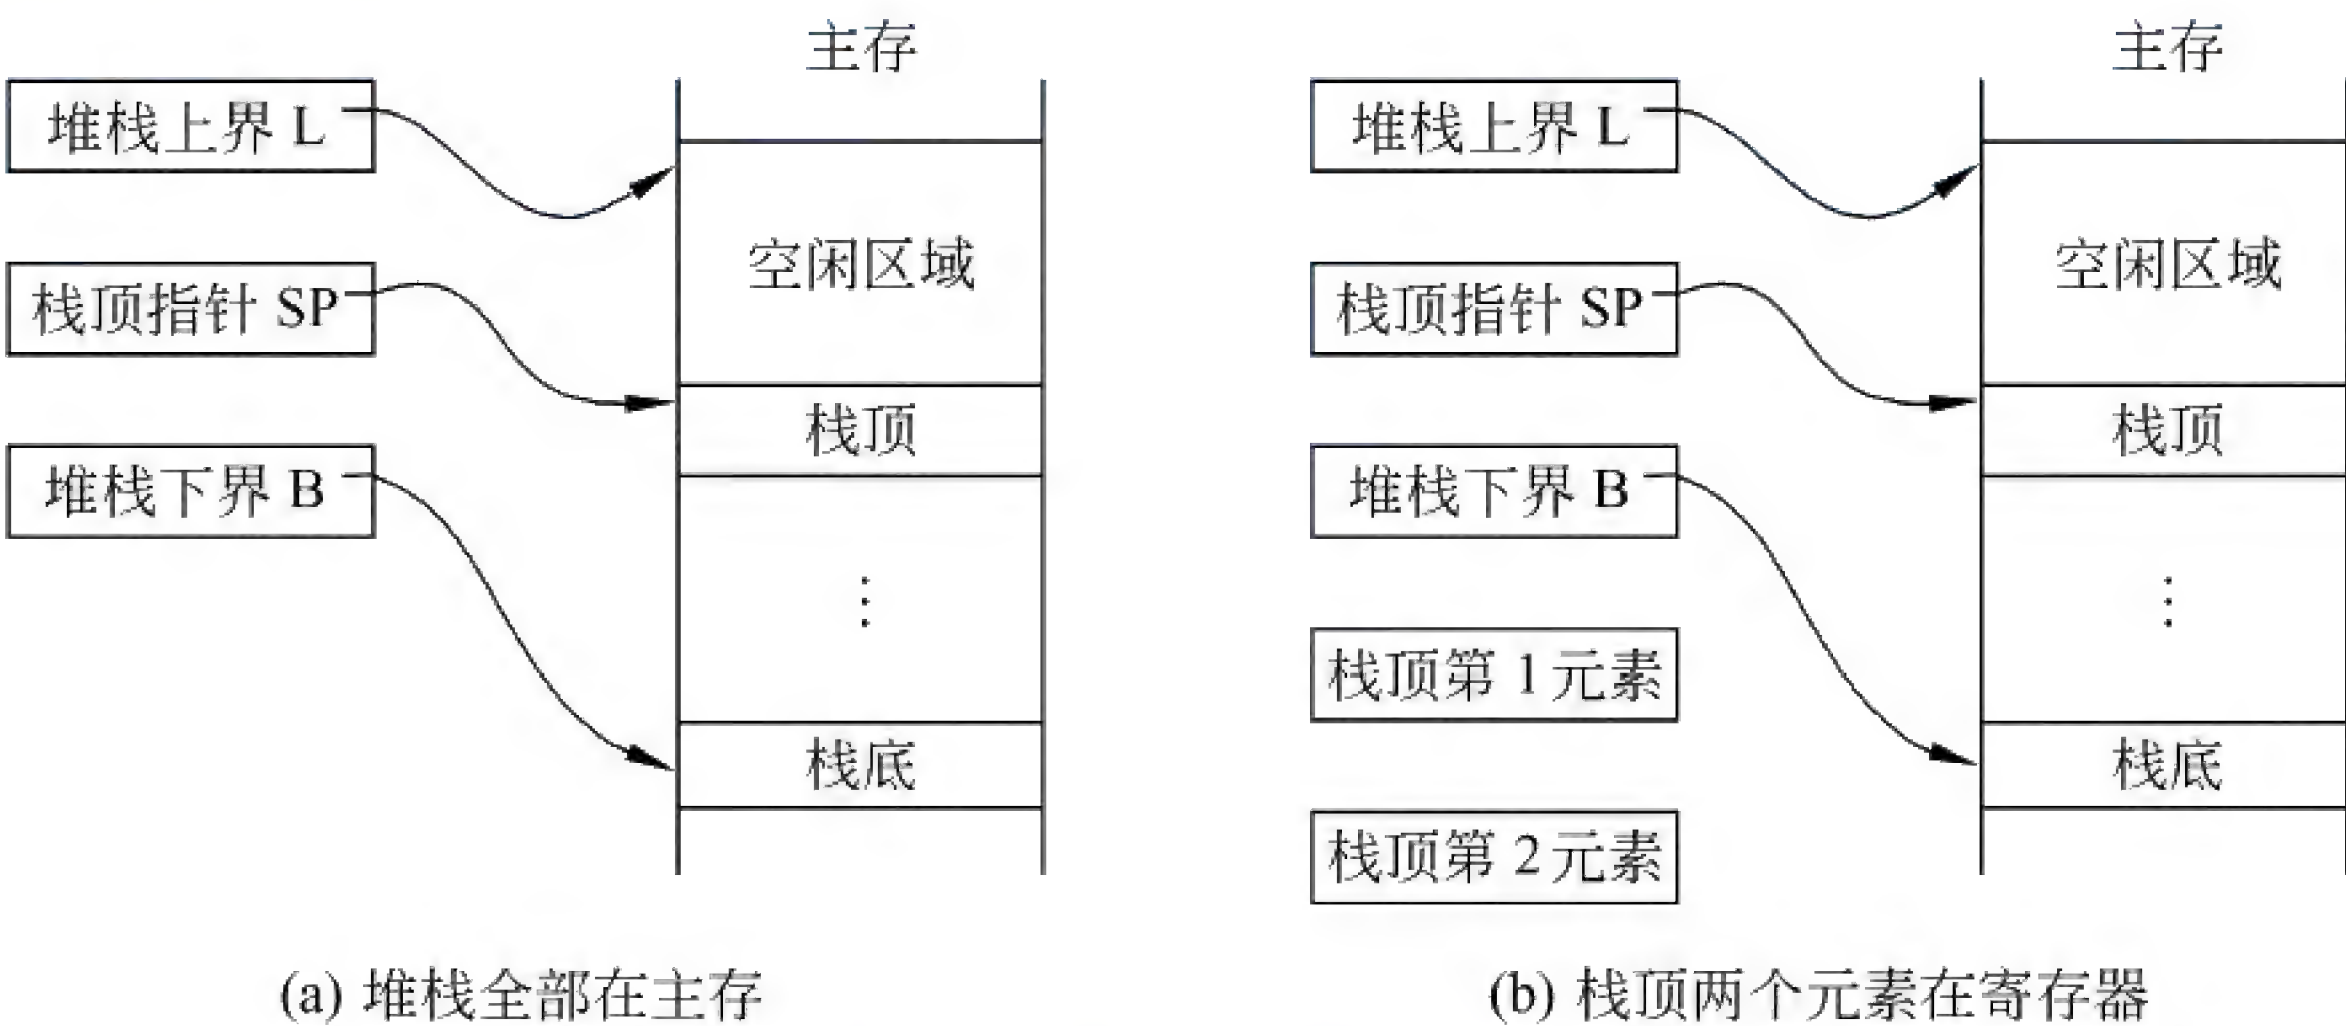 主存
堆栈上界 L
空闲区域
栈顶指针 SP
栈顶
堆栈下界 B
⋮
栈底
(a) 堆栈全部在主存
主存
堆栈上界 L
空闲区域
栈顶指针 SP
栈顶
堆栈下界 B
⋮
栈顶第 1 元素
栈底
栈顶第 2 元素
(b) 栈顶两个元素在寄存器